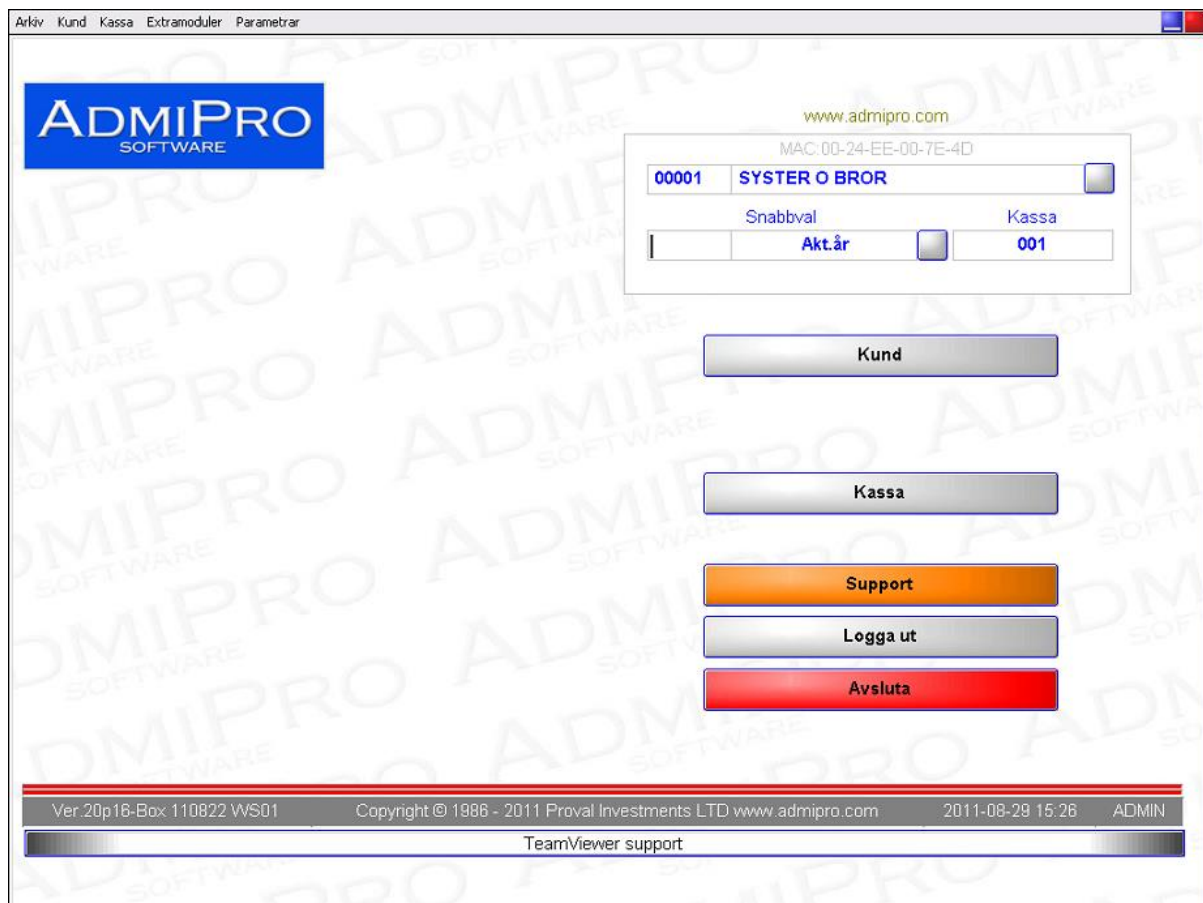 Arkiv Kund Kassa Extramoduler Parametrar
ADMIPRO
SOFTWARE
www.admipro.com
MAC:00-24-EE-00-7E-4D
00001 SYSTER O BROR
Snabbval Kassa
Akt.år 001
Kund
Kassa
Support
Logga ut
Avsluta
Ver.20p16-Box 110822 WS01 Copyright © 1986 - 2011 Proval Investments LTD www.admipro.com 2011-08-29 15:26 ADMIN
TeamViewer support